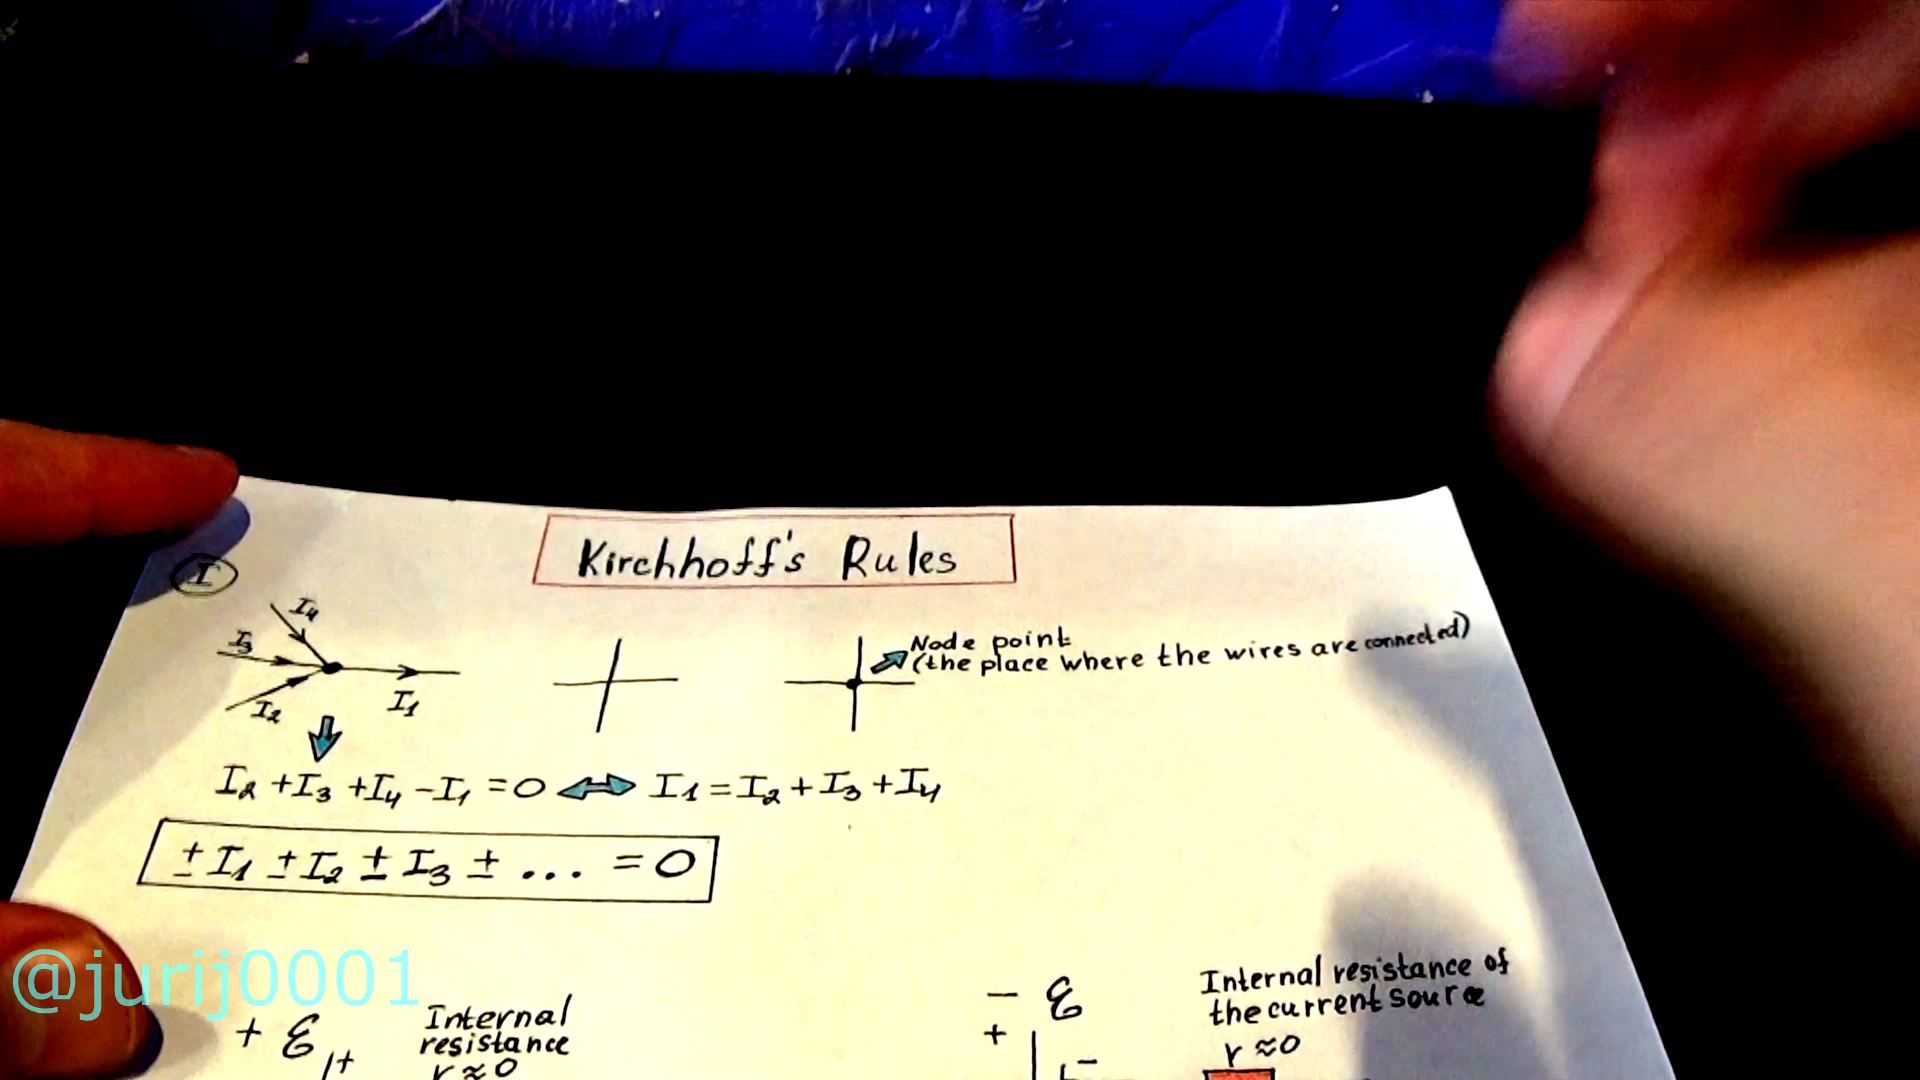 Kirchhoff's Rules
I
I4
I3
I2
I1
Node point
(the place where the wires are connected)
I2 +I3 +I4 -I1 =0 ⇔ I1 = I2 + I3 + I4
± I1 ± I2 ± I3 ± ... = 0
@jurij0001
+ ℰ
+
Internal
resistance
r ≈ 0
- ℰ
+
-
Internal resistance of
the current source
r ≈ 0